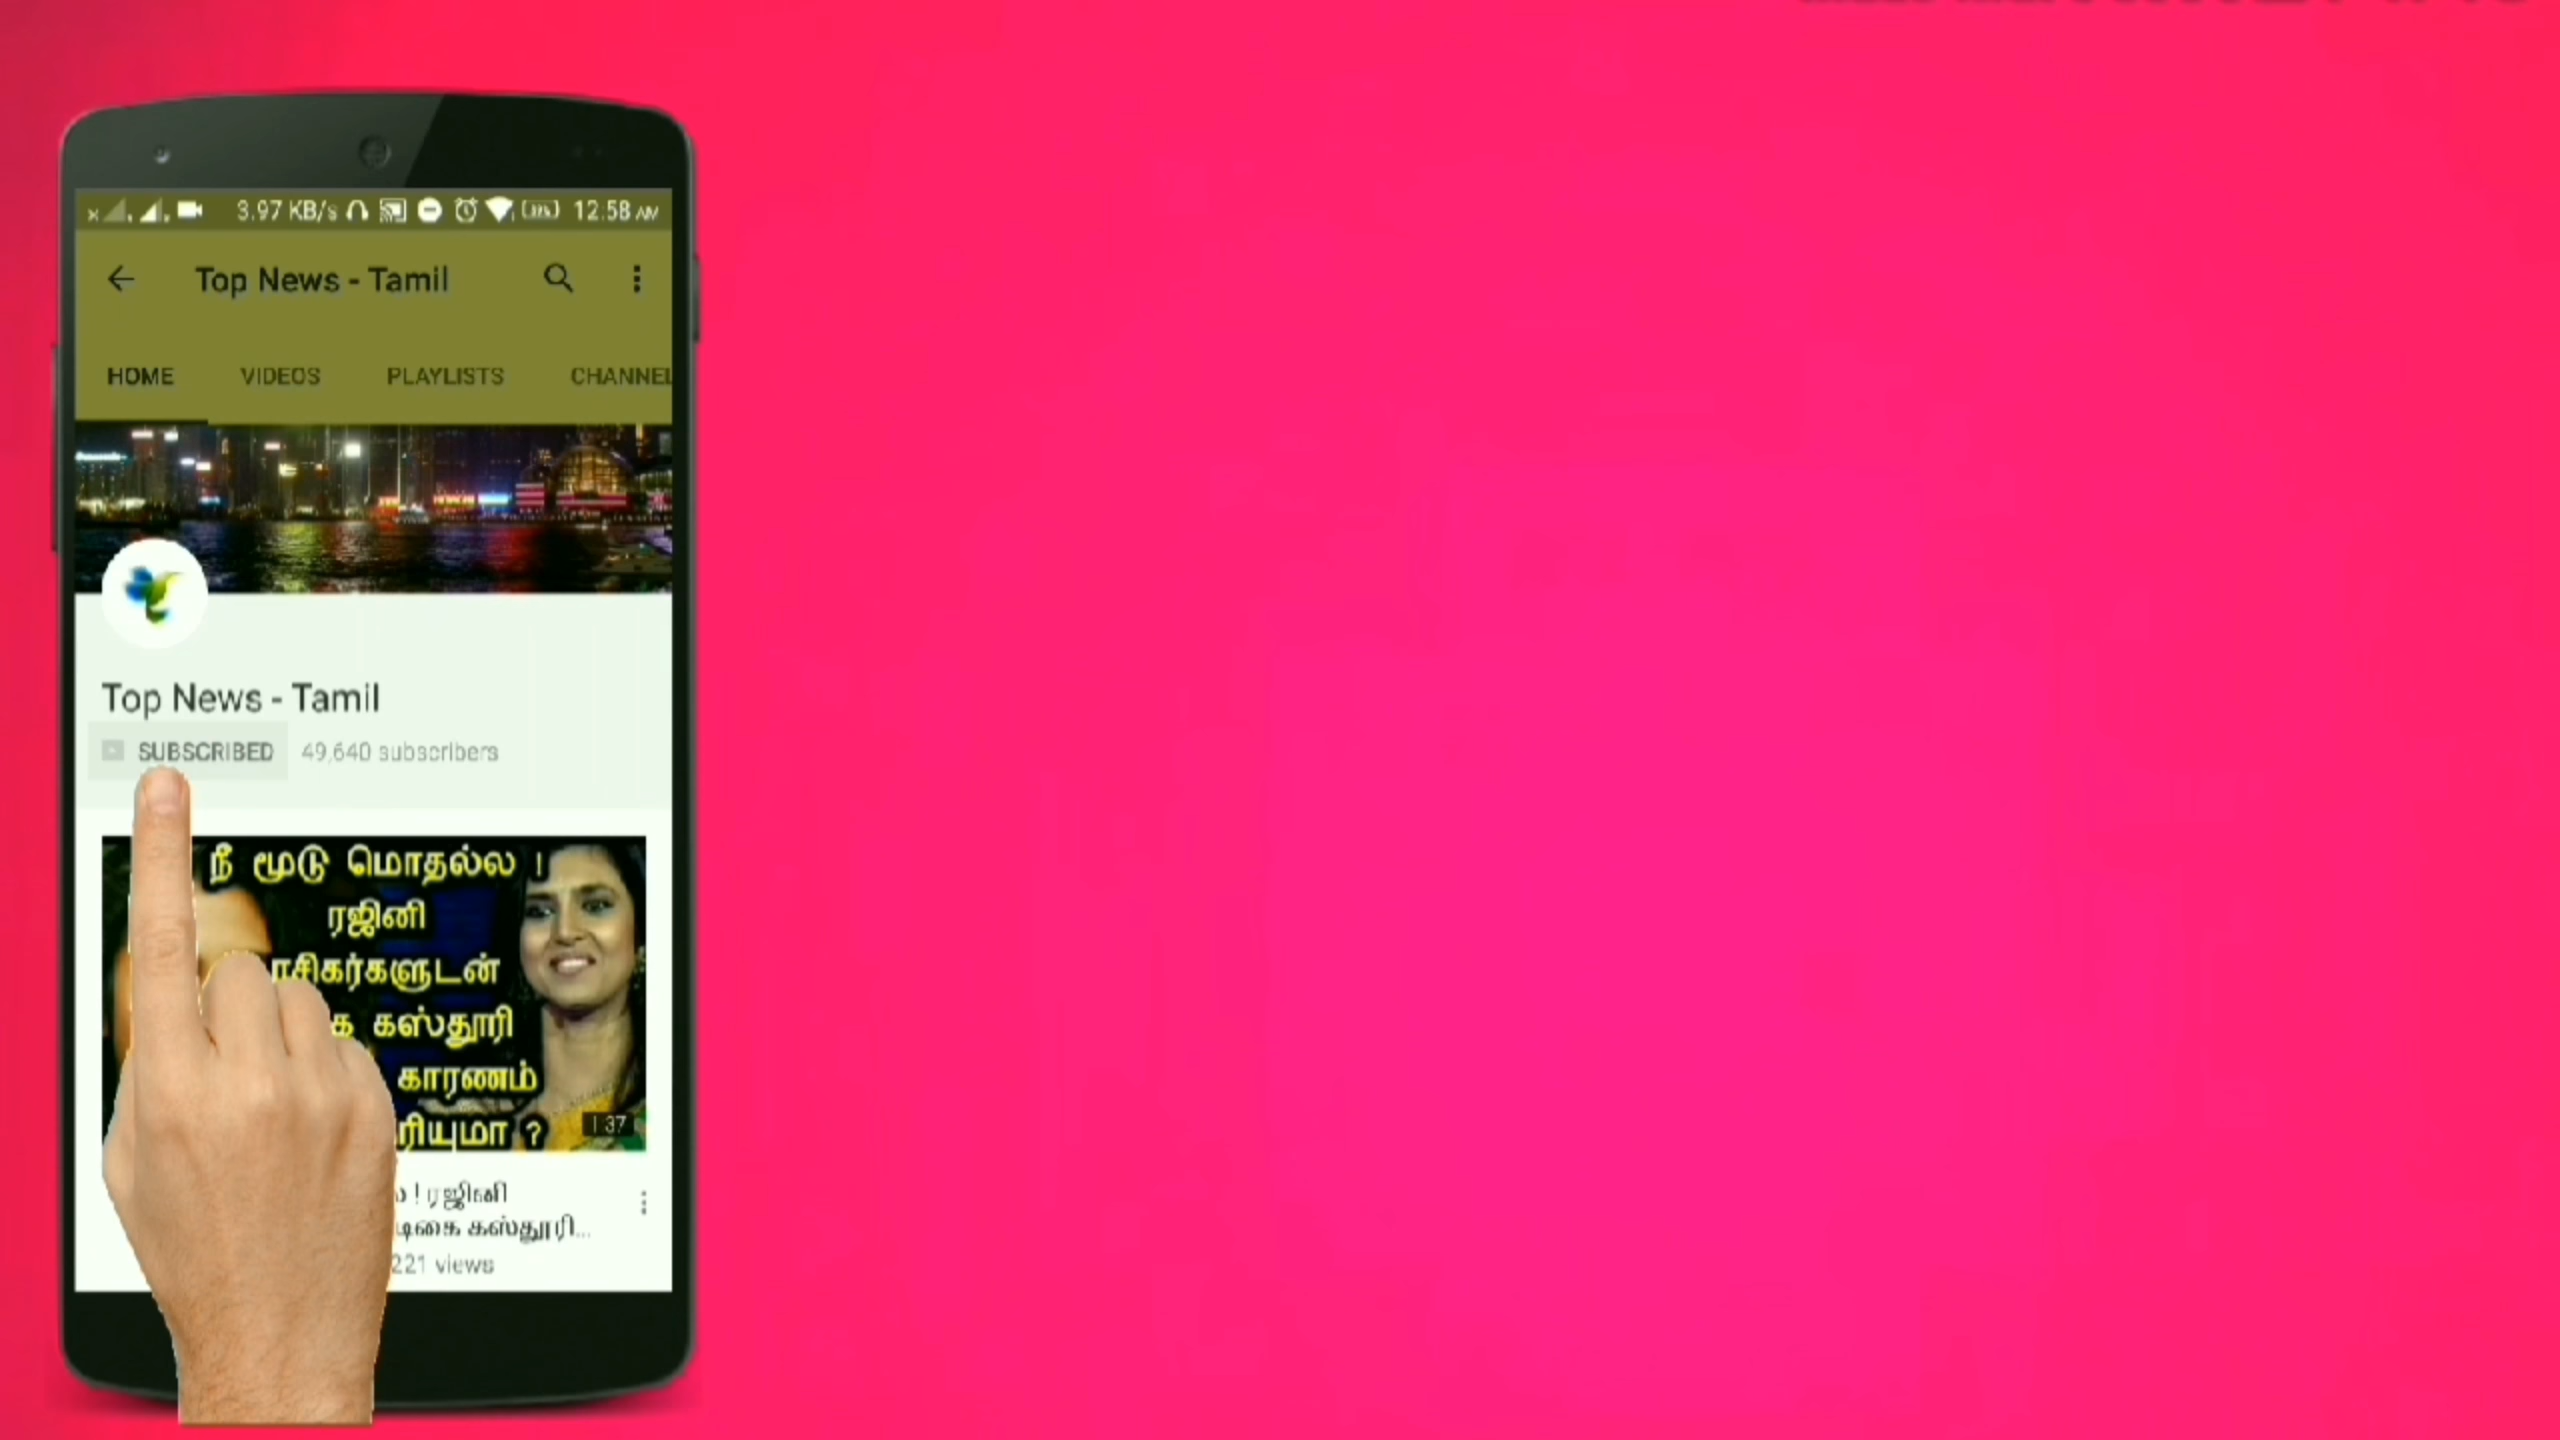 3.97 KB/s 12.58 AM
Top News - Tamil
HOME VIDEOS PLAYLISTS CHANNEL
Top News - Tamil
SUBSCRIBED 49,640 subscribers
நீ மூடு மொதல்ல !
ரஜினி
ரசிகர்களுடன்
கஸ்தூரி
காரணம்
ரியுமா ?
1:37
! ரஜினி
டிகை கஸ்தூரி...
221 views